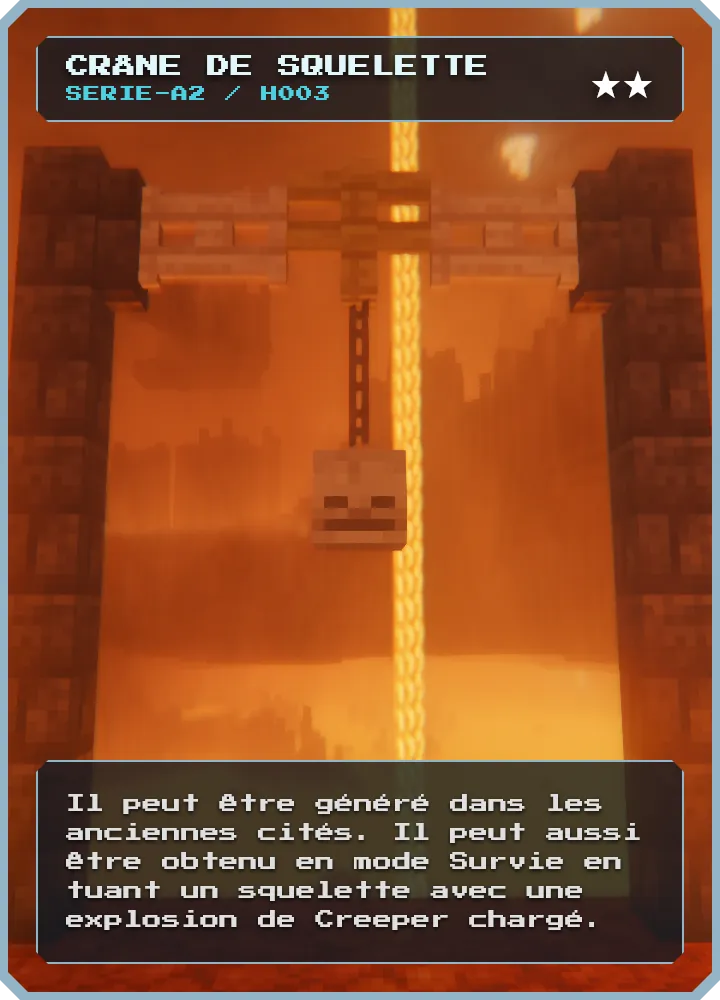 CRÂNE DE SQUELETTE
SERIE-A2 / H003
★★
Il peut être généré dans les
anciennes cités. Il peut aussi
être obtenu en mode Survie en
tuant un squelette avec une
explosion de Creeper chargé.